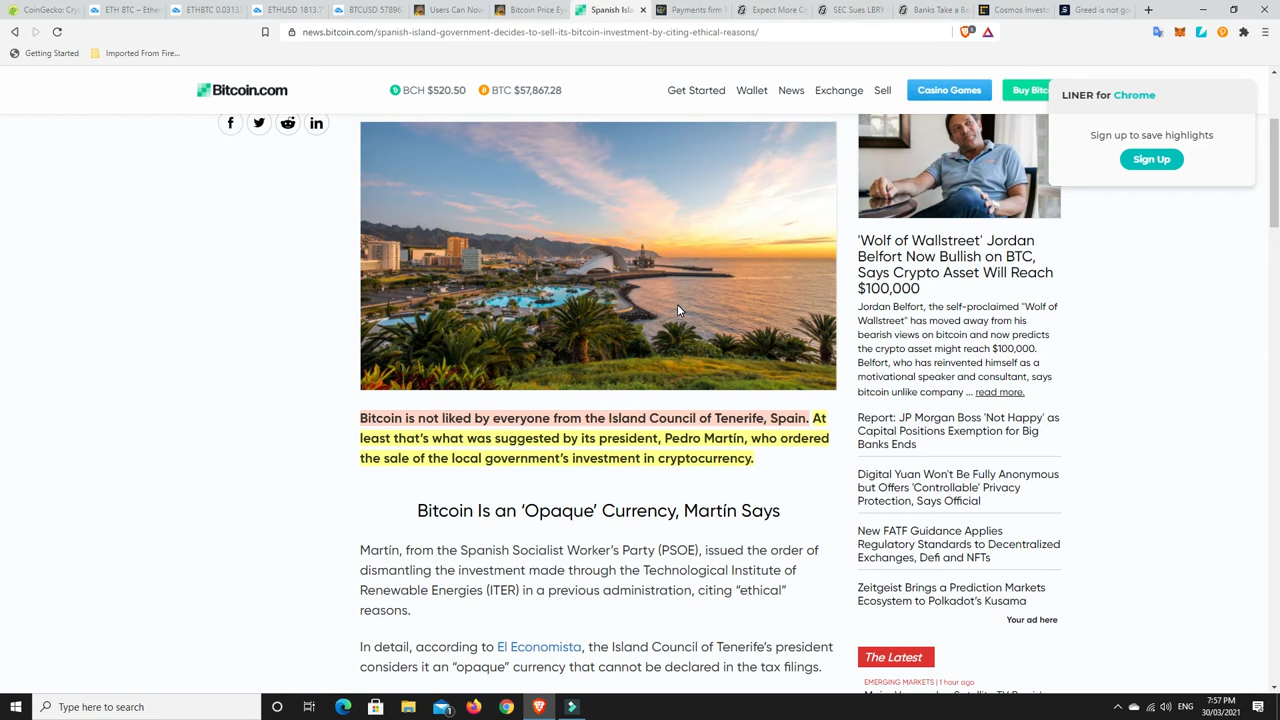 CoinGecko: Cry
ETH BTC –
ETHBTC 0.0313
ETHUSD 1813.
BTCUSD 57896
Users Can Now
Bitcoin Price Ey
Spanish Isla
Payments firm
Expect More C
SEC Sues LBRY
Banks Take a B
Cosmos Invest
Greed is not go
news.bitcoin.com/spanish-island-government-decides-to-sell-its-bitcoin-investment-by-citing-ethical-reasons/
Getting Started
Imported From Fire...
Bitcoin.com
BCH $520.50
BTC $57,867.28
Get Started
Wallet
News
Exchange
Sell
Casino Games
Buy Bitc
LINER for Chrome
Sign up to save highlights
Sign Up
Bitcoin is not liked by everyone from the Island Council of Tenerife, Spain. At
least that's what was suggested by its president, Pedro Martín, who ordered
the sale of the local government's investment in cryptocurrency.
Bitcoin Is an 'Opaque' Currency, Martín Says
Martín, from the Spanish Socialist Worker's Party (PSOE), issued the order of
dismantling the investment made through the Technological Institute of
Renewable Energies (ITER) in a previous administration, citing "ethical"
reasons.
In detail, according to El Economista, the Island Council of Tenerife's president
considers it an "opaque" currency that cannot be declared in the tax filings.
'Wolf of Wallstreet' Jordan
Belfort Now Bullish on BTC,
Says Crypto Asset Will Reach
$100,000
Jordan Belfort, the self-proclaimed "Wolf of
Wallstreet" has moved away from his
bearish views on bitcoin and now predicts
the crypto asset might reach $100,000.
Belfort, who has reinvented himself as a
motivational speaker and consultant, says
bitcoin unlike company ... read more.
Report: JP Morgan Boss 'Not Happy' as
Capital Positions Exemption for Big
Banks Ends
Digital Yuan Won't Be Fully Anonymous
but Offers 'Controllable' Privacy
Protection, Says Official
New FATF Guidance Applies
Regulatory Standards to Decentralized
Exchanges, Defi and NFTs
Zeitgeist Brings a Prediction Markets
Ecosystem to Polkadot's Kusama
Your ad here
The Latest
EMERGING MARKETS | 1 hour ago
Type here to search
ENG
7:57 PM
30/03/2021